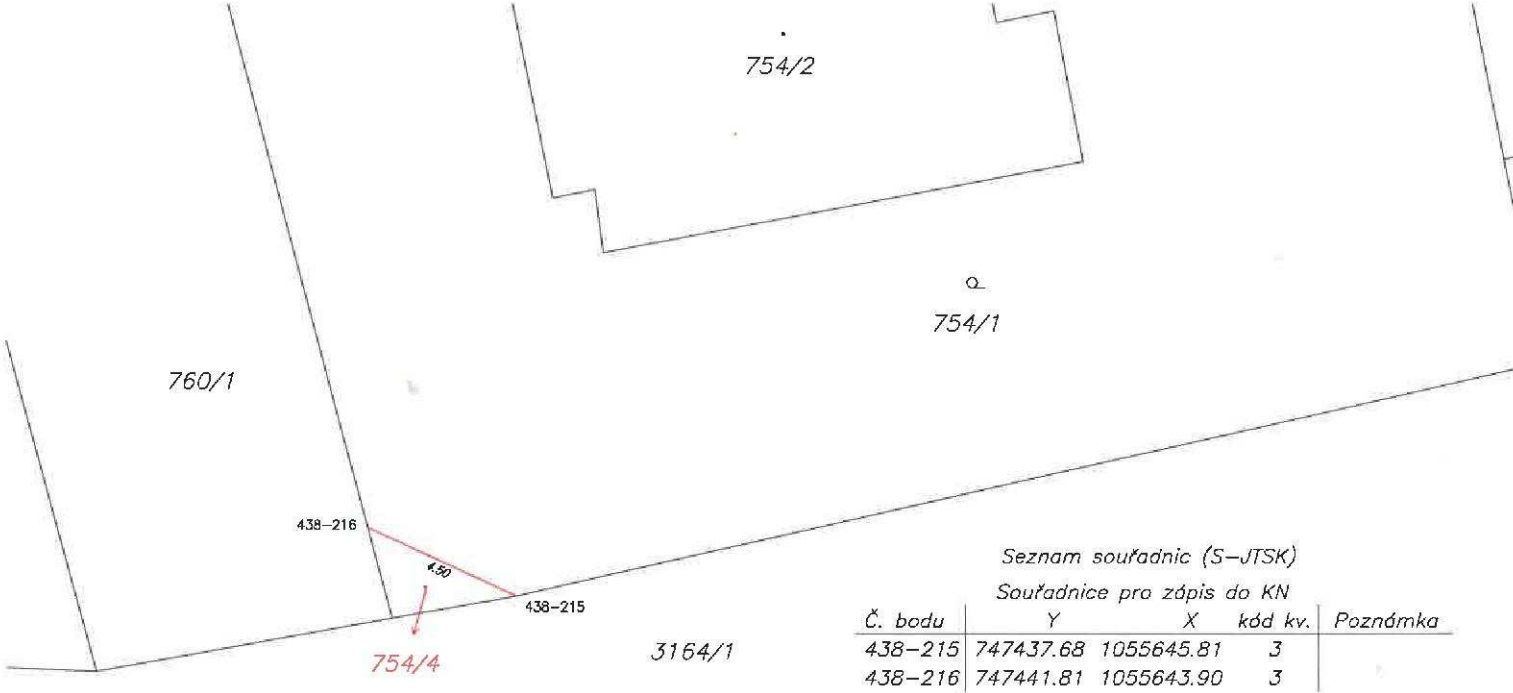 754/2
754/1
760/1
438-216
4.50
438-215
754/4
3164/1
Seznam souřadnic (S-JTSK)
Souřadnice pro zápis do KN
Č. bodu Y X kód kv. Poznámka
438-215 747437.68 1055645.81 3
438-216 747441.81 1055643.90 3